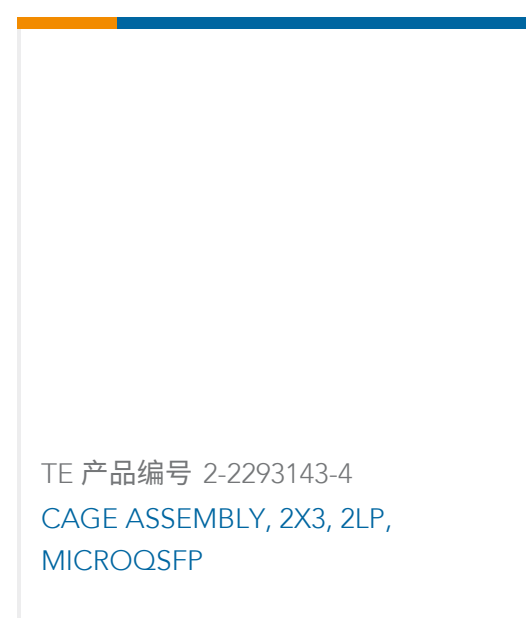 TE 产品编号 2-2293143-4
CAGE ASSEMBLY, 2X3, 2LP,
MICROQSFP